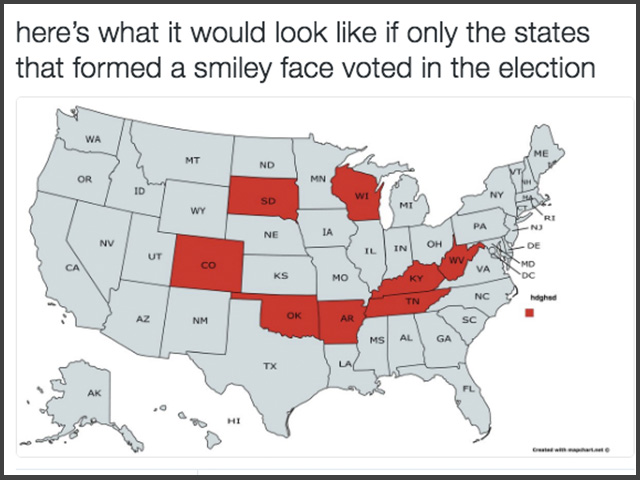 here's what it would look like if only the states
that formed a smiley face voted in the election
WA
MT
ND
MN
ME
VT
NH
OR
ID
SD
WI
MI
NY
MA
CT
RI
WY
NE
IA
PA
NJ
NV
UT
CO
IL
IN
OH
DE
MD
DC
CA
KS
MO
KY
WV
VA
AZ
NM
OK
AR
TN
NC
hdghsd
MS
AL
GA
SC
TX
LA
FL
AK
HI
Created with mapchart.net ©